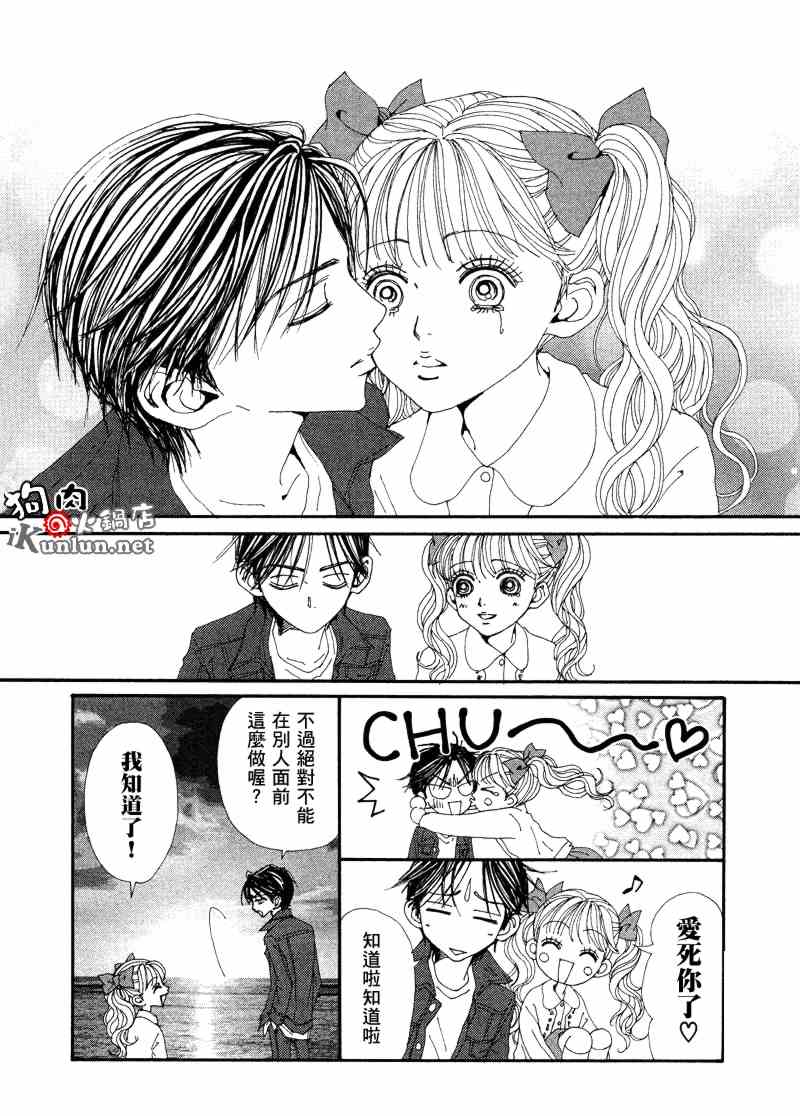 狗肉
火鍋店
iKunlun.net
CHU～～♡
愛死你了♡
知道啦知道啦
不過絕對不能
在別人面前
這麼做喔？
我知道了！